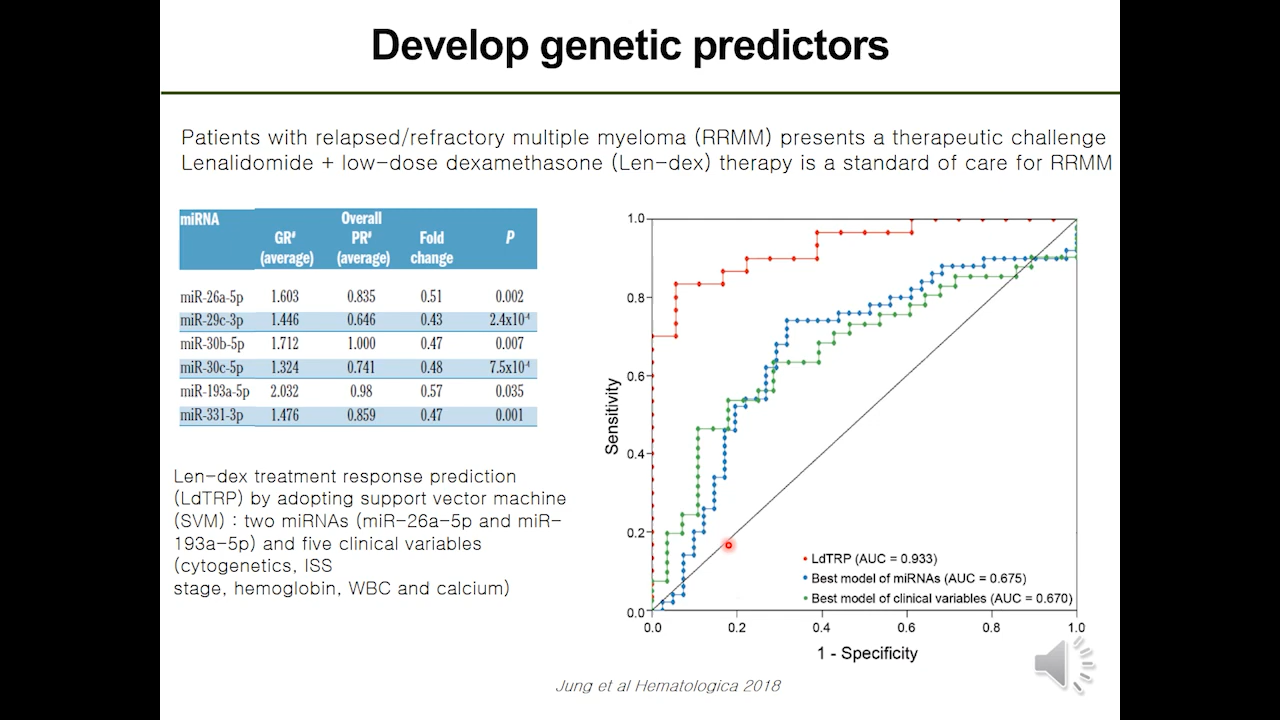 Develop genetic predictors
Patients with relapsed/refractory multiple myeloma (RRMM) presents a therapeutic challenge
Lenalidomide + low-dose dexamethasone (Len-dex) therapy is a standard of care for RRMM
miRNA Overall
GR# PR# Fold P
(average) (average) change
miR-26a-5p 1.603 0.835 0.51 0.002
miR-29c-3p 1.446 0.646 0.43 2.4x10-4
miR-30b-5p 1.712 1.000 0.47 0.007
miR-30c-5p 1.324 0.741 0.48 7.5x10-4
miR-193a-5p 2.032 0.98 0.57 0.035
miR-331-3p 1.476 0.859 0.47 0.001
Len-dex treatment response prediction
(LdTRP) by adopting support vector machine
(SVM) : two miRNAs (miR-26a-5p and miR-
193a-5p) and five clinical variables
(cytogenetics, ISS
stage, hemoglobin, WBC and calcium)
Sensitivity
1.0
0.8
0.6
0.4
0.2
0.0
LdTRP (AUC = 0.933)
Best model of miRNAs (AUC = 0.675)
Best model of clinical variables (AUC = 0.670)
0.0 0.2 0.4 0.6 0.8 1.0
1 - Specificity
Jung et al Hematologica 2018